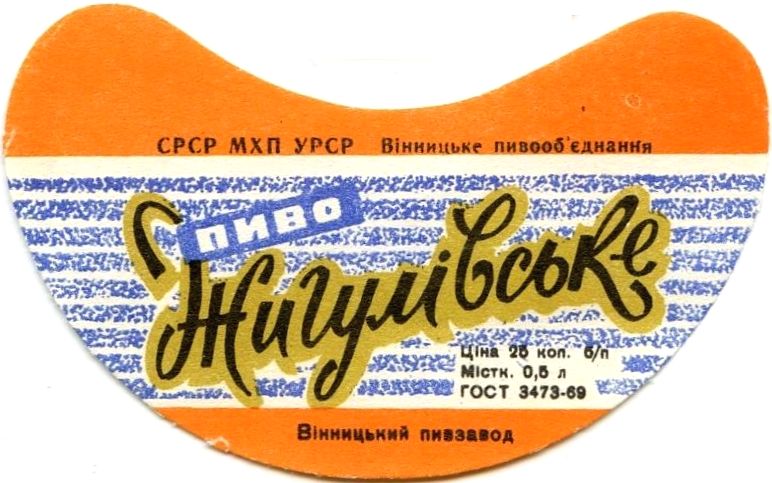 СРСР МХП УРСР Вінницьке пивооб'єднання
пиво
Жигулівське
Ціна 25 коп. б/п
Містк. 0,5 л
ГОСТ 3473-69
Вінницький пивзавод